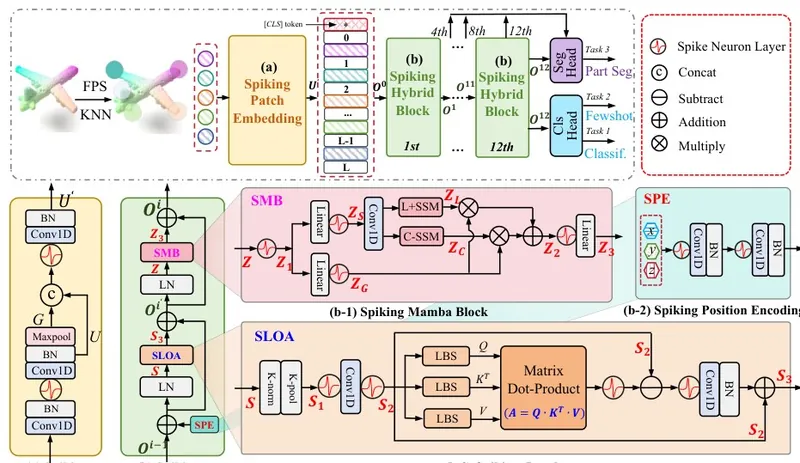 [CLS] token
4th
8th
12th
FPS
KNN
(a)
Spiking
Patch
Embedding
U
*
0
1
2
...
L-1
L
O⁰
(b)
Spiking
Hybrid
Block
1st
...
O¹¹
O¹
...
(b)
Spiking
Hybrid
Block
12th
O¹²
O¹²
Seg
Head
Task 3
Part Seg.
Cls
Head
Task 2
Fewshot
Task 1
Classif.
Spike Neuron Layer
C Concat
Subtract
Addition
Multiply
U'
BN
Conv1D
C
G
U
Maxpool
BN
Conv1D
BN
Conv1D
Oⁱ
Z₃
SMB
Z
LN
Oⁱ
S₃
SLOA
S
LN
SPE
Oⁱ⁻¹
SMB
Z
Z₁
Linear
Z_S
Conv1D
L+SSM
Z_L
C-SSM
Z_C
Linear
Z_G
Z₂
Linear
Z₃
(b-1) Spiking Mamba Block
SPE
x
y
z
Conv1D
BN
Conv1D
BN
(b-2) Spiking Position Encoding
SLOA
S
K-norm
K-pool
S₁
Conv1D
S₂
LBS
Q
LBS
Kᵀ
LBS
V
Matrix
Dot-Product
(A = Q · Kᵀ · V)
S₂
Conv1D
BN
S₃
S₂